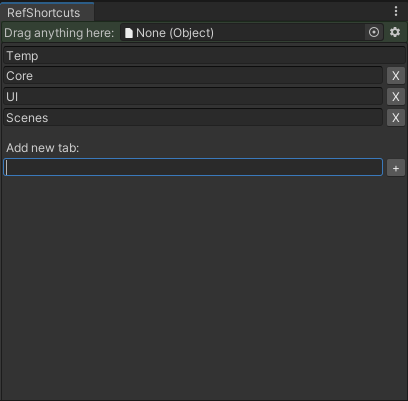 RefShortcuts
Drag anything here: None (Object)
Temp
Core X
UI X
Scenes X
Add new tab:
+